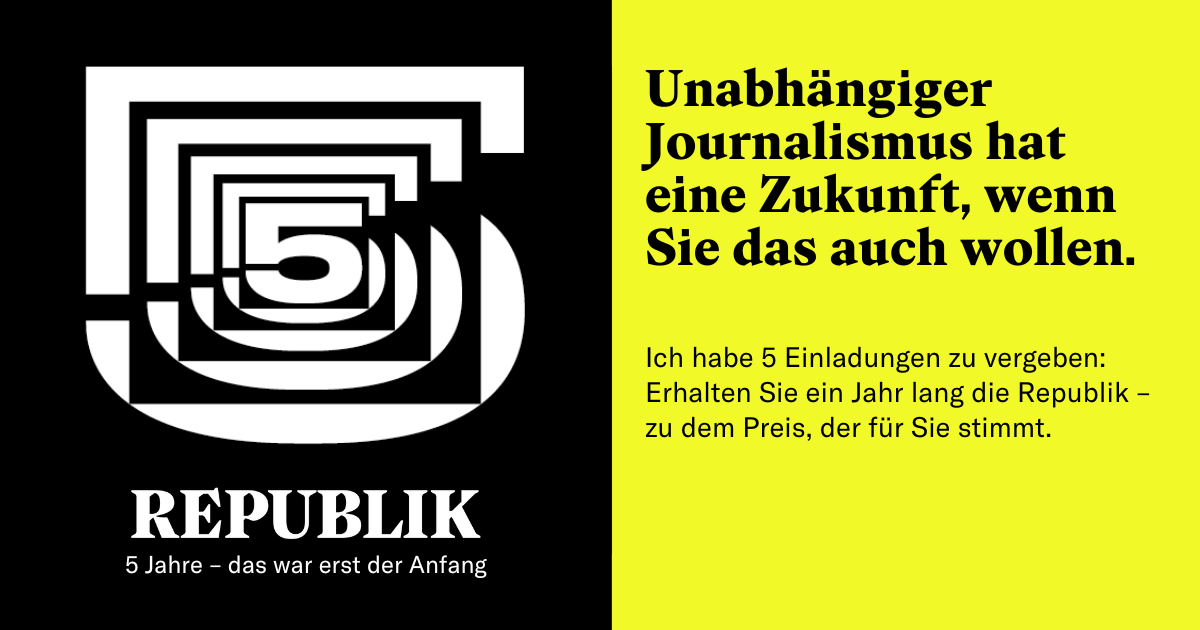 5
REPUBLIK
5 Jahre – das war erst der Anfang
Unabhängiger
Journalismus hat
eine Zukunft, wenn
Sie das auch wollen.
Ich habe 5 Einladungen zu vergeben:
Erhalten Sie ein Jahr lang die Republik –
zu dem Preis, der für Sie stimmt.